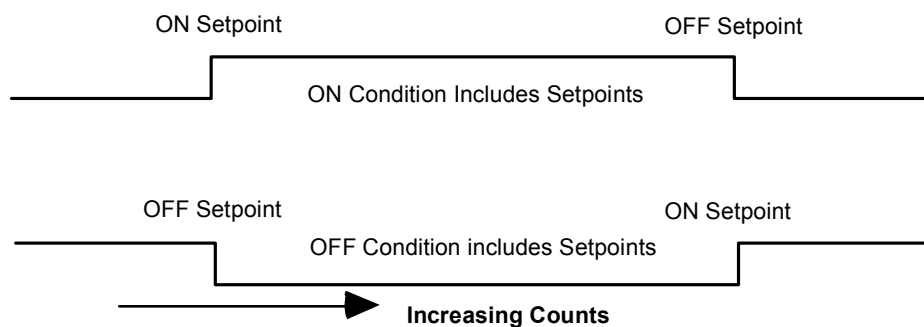 ON Setpoint
OFF Setpoint
ON Condition Includes Setpoints
OFF Setpoint
ON Setpoint
OFF Condition includes Setpoints
Increasing Counts